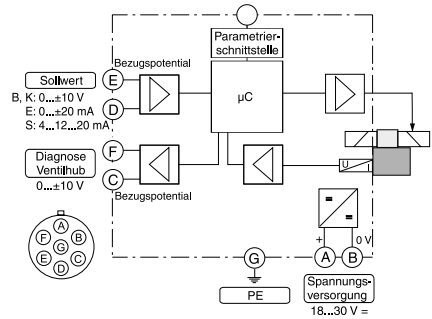 Parametrier-
schnittstelle
Bezugspotential
Sollwert
E
B, K: 0...±10 V
E: 0...±20 mA
S: 4...12...20 mA
D
µC
Diagnose
Ventilhub
0...±10 V
F
C
Bezugspotential
U
A
F
B
G
E
C
D
=
=
+
0 V
G
A
B
PE
Spannungs-
versorgung
18...30 V =